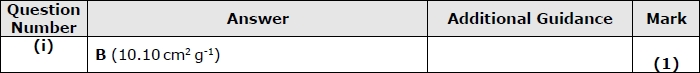 Question Number Answer Additional Guidance Mark
(i) B (10.10 cm² g⁻¹) (1)